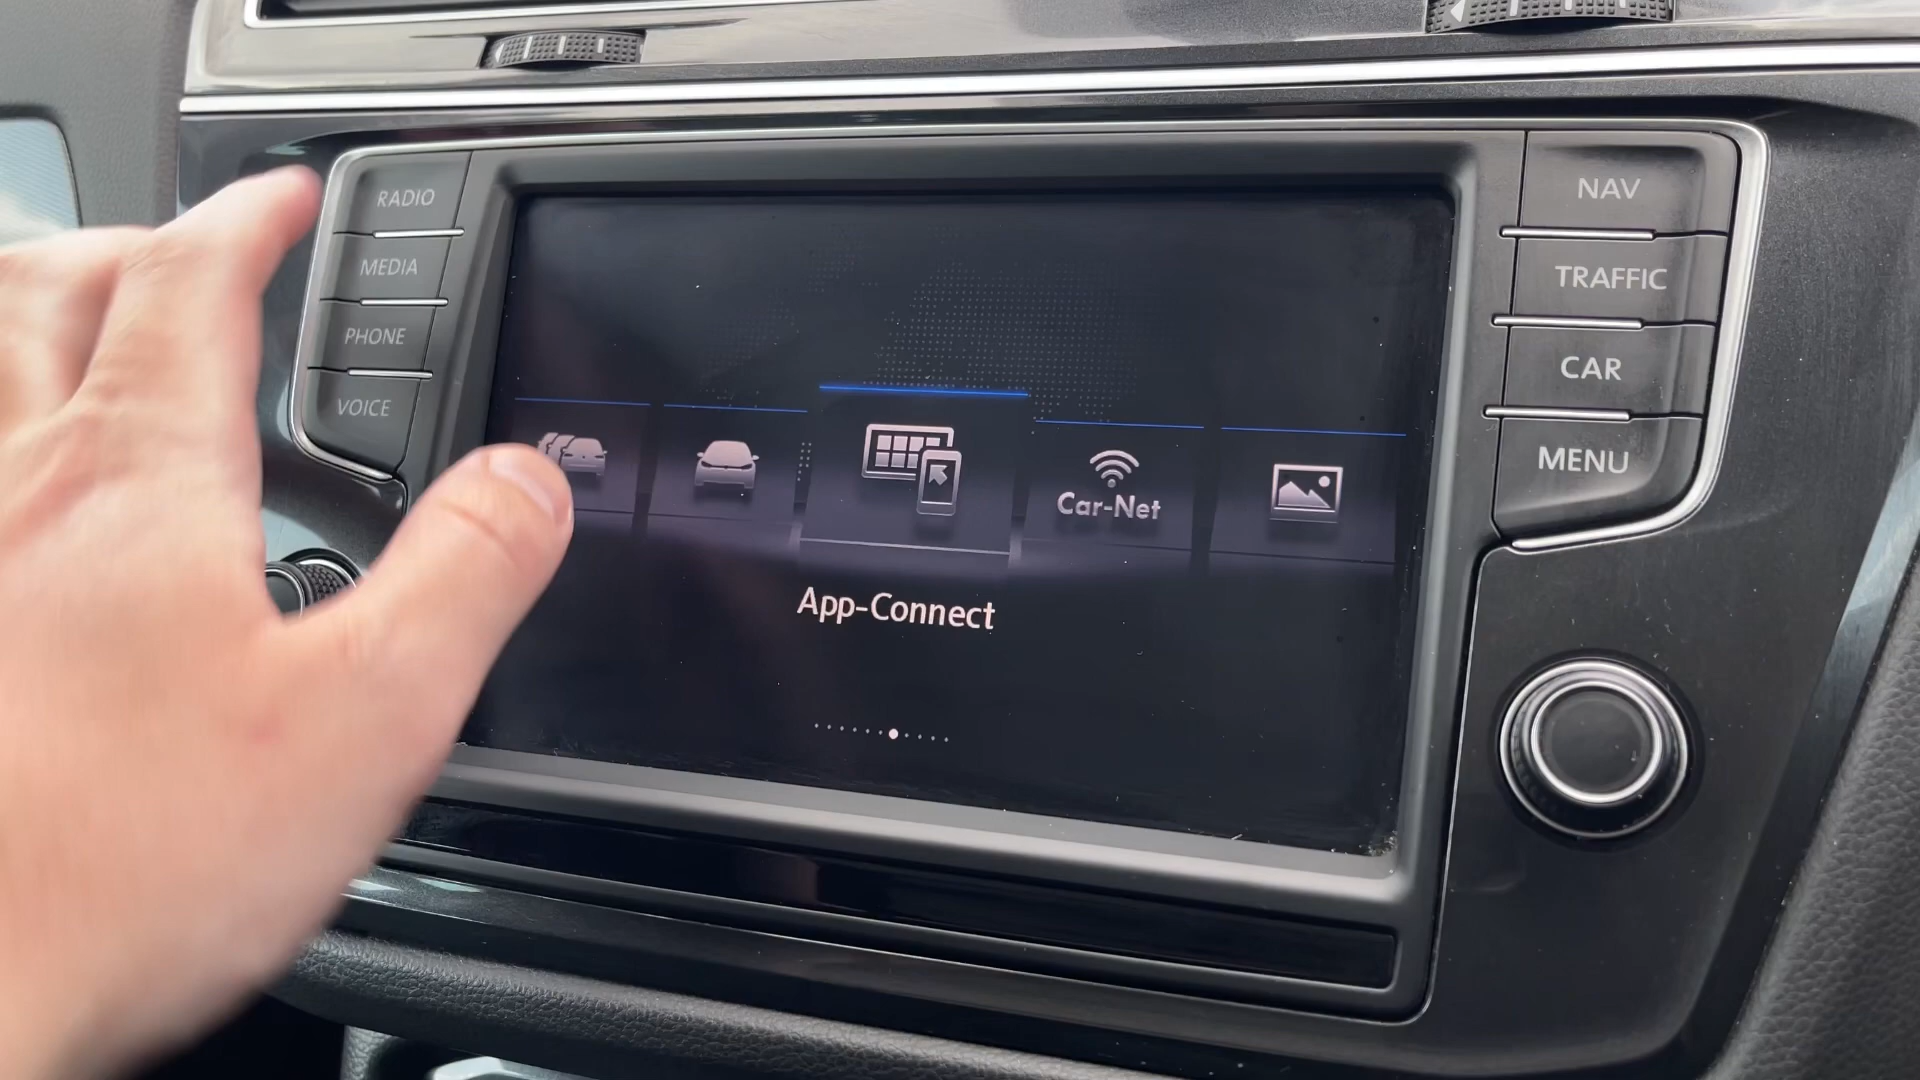 RADIO
MEDIA
PHONE
VOICE
Car-Net
App-Connect
NAV
TRAFFIC
CAR
MENU